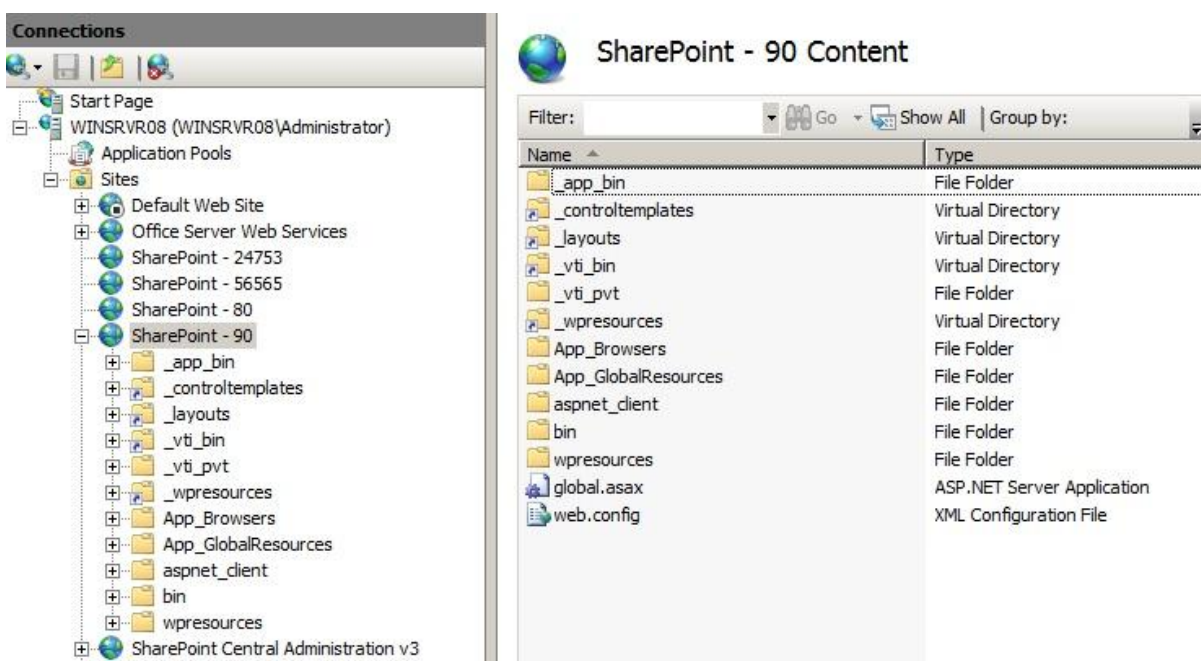 Connections
Start Page
WINSRVR08 (WINSRVR08\Administrator)
Application Pools
Sites
Default Web Site
Office Server Web Services
SharePoint - 24753
SharePoint - 56565
SharePoint - 80
SharePoint - 90
_app_bin
_controltemplates
_layouts
_vti_bin
_vti_pvt
_wpresources
App_Browsers
App_GlobalResources
aspnet_client
bin
wpresources
SharePoint Central Administration v3
SharePoint - 90 Content
Filter: Go Show All Group by:
Name Type
_app_bin File Folder
_controltemplates Virtual Directory
_layouts Virtual Directory
_vti_bin Virtual Directory
_vti_pvt File Folder
_wpresources Virtual Directory
App_Browsers File Folder
App_GlobalResources File Folder
aspnet_client File Folder
bin File Folder
wpresources File Folder
global.asax ASP.NET Server Application
web.config XML Configuration File